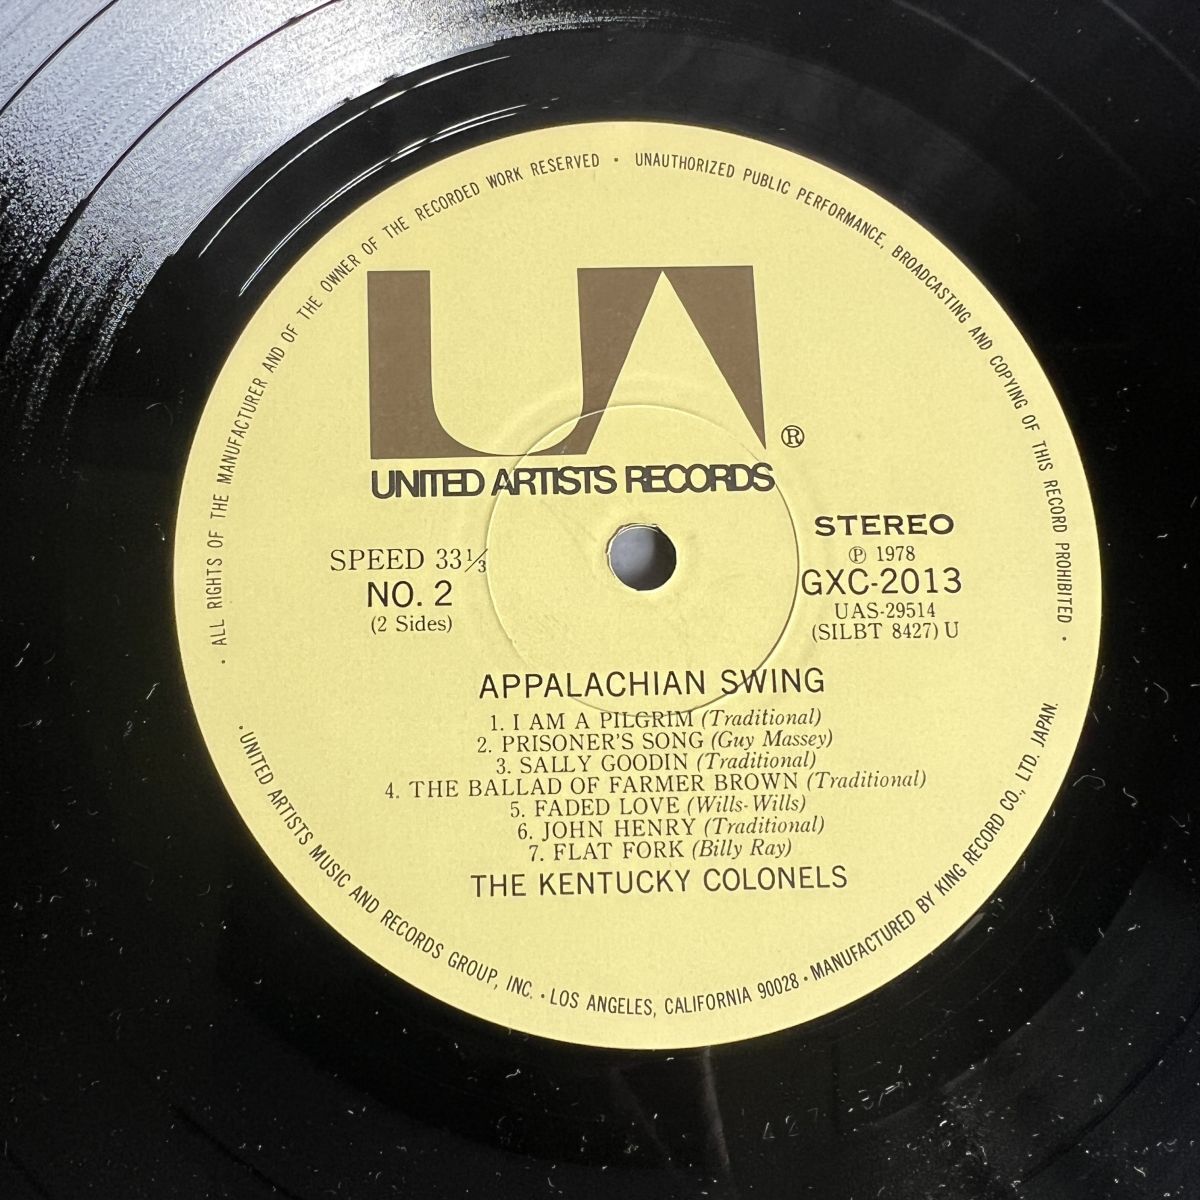 · ALL RIGHTS OF THE MANUFACTURER AND OF THE OWNER OF THE RECORDED WORK RESERVED · UNAUTHORIZED PUBLIC PERFORMANCE, BROADCASTING AND COPYING OF THIS RECORD PROHIBITED ·
UA
®
UNITED ARTISTS RECORDS
STEREO
SPEED 33⅓
Ⓟ 1978
NO. 2
GXC-2013
(2 Sides)
UAS-29514
(SILBT 8427) U
APPALACHIAN SWING
1. I AM A PILGRIM (Traditional)
2. PRISONER'S SONG (Guy Massey)
3. SALLY GOODIN (Traditional)
4. THE BALLAD OF FARMER BROWN (Traditional)
5. FADED LOVE (Wills-Wills)
6. JOHN HENRY (Traditional)
7. FLAT FORK (Billy Ray)
THE KENTUCKY COLONELS
· UNITED ARTISTS MUSIC AND RECORDS GROUP, INC. · LOS ANGELES, CALIFORNIA 90028 · MANUFACTURED BY KING RECORD CO., LTD. JAPAN.